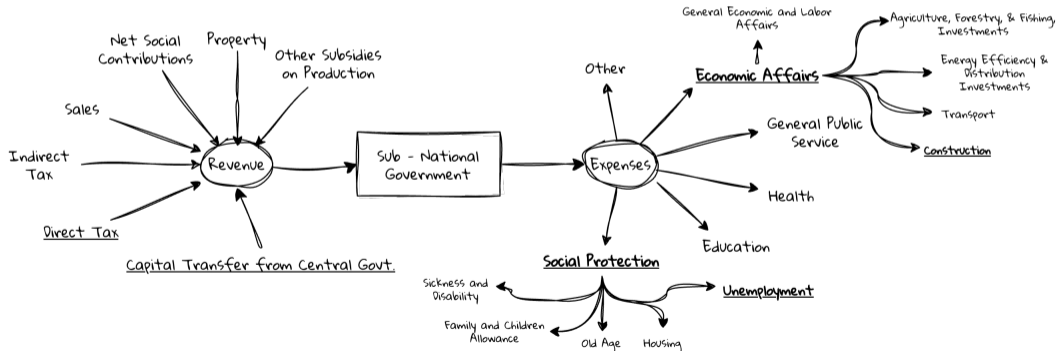 Net Social
Contributions
Property
Other Subsidies
on Production
Sales
Indirect
Tax
Direct Tax
Capital Transfer from Central Govt.
Revenue
Sub - National
Government
Expenses
Other
General Economic and Labor
Affairs
Economic Affairs
Agriculture, Forestry, & Fishing,
Investments
Energy Efficiency &
Distribution
Investments
Transport
Construction
General Public
Service
Health
Education
Social Protection
Sickness and
Disability
Family and Children
Allowance
Old Age
Housing
Unemployment